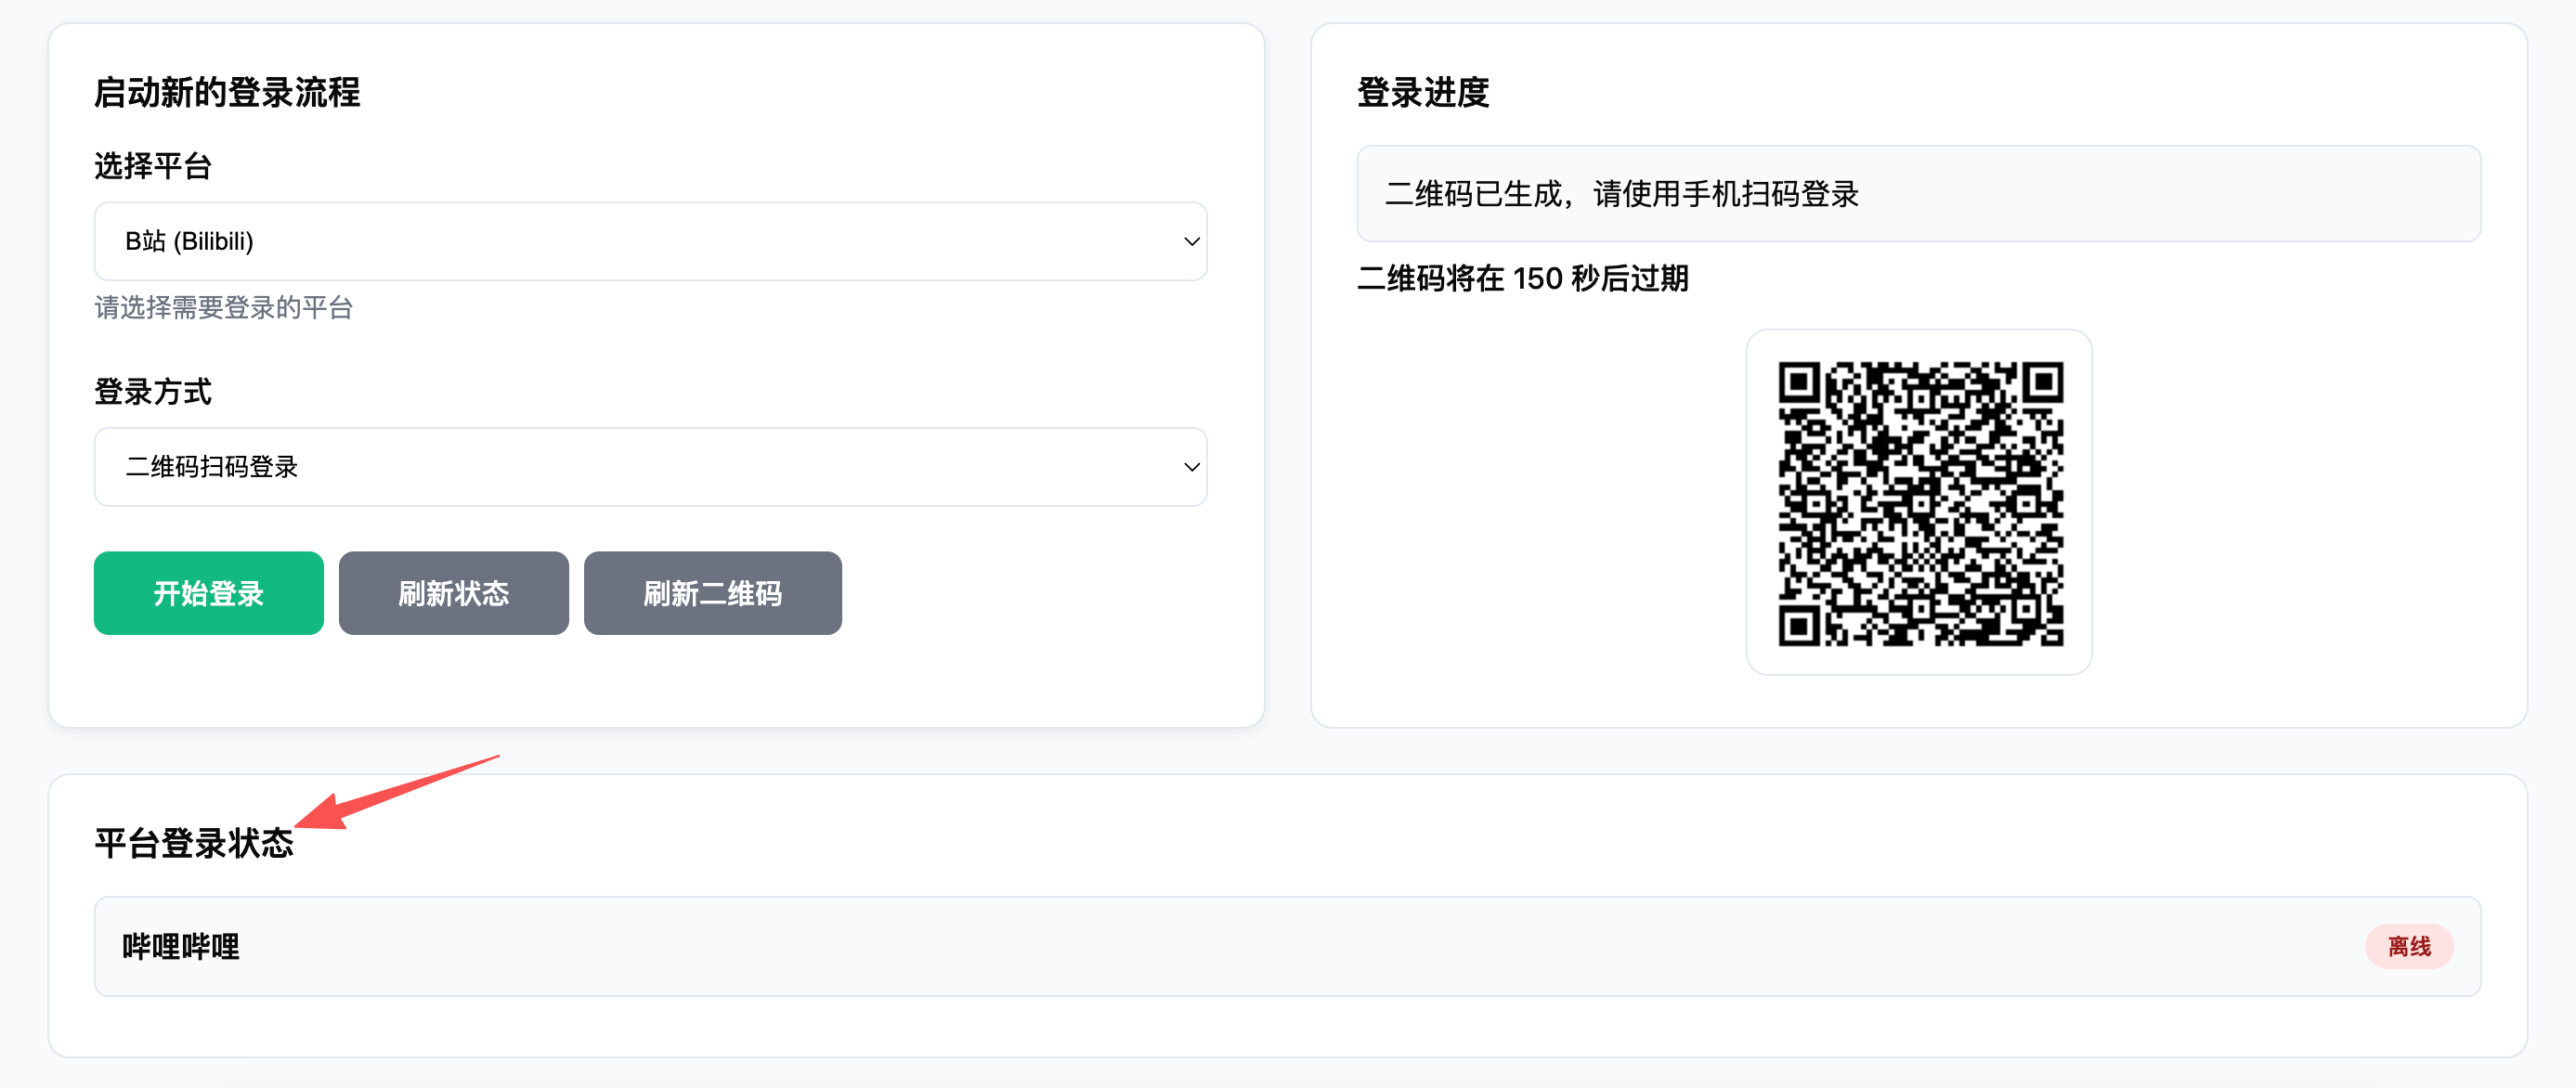 启动新的登录流程
选择平台
B站 (Bilibili)
请选择需要登录的平台
登录方式
二维码扫码登录
开始登录
刷新状态
刷新二维码
登录进度
二维码已生成，请使用手机扫码登录
二维码将在 150 秒后过期
平台登录状态
哔哩哔哩
离线